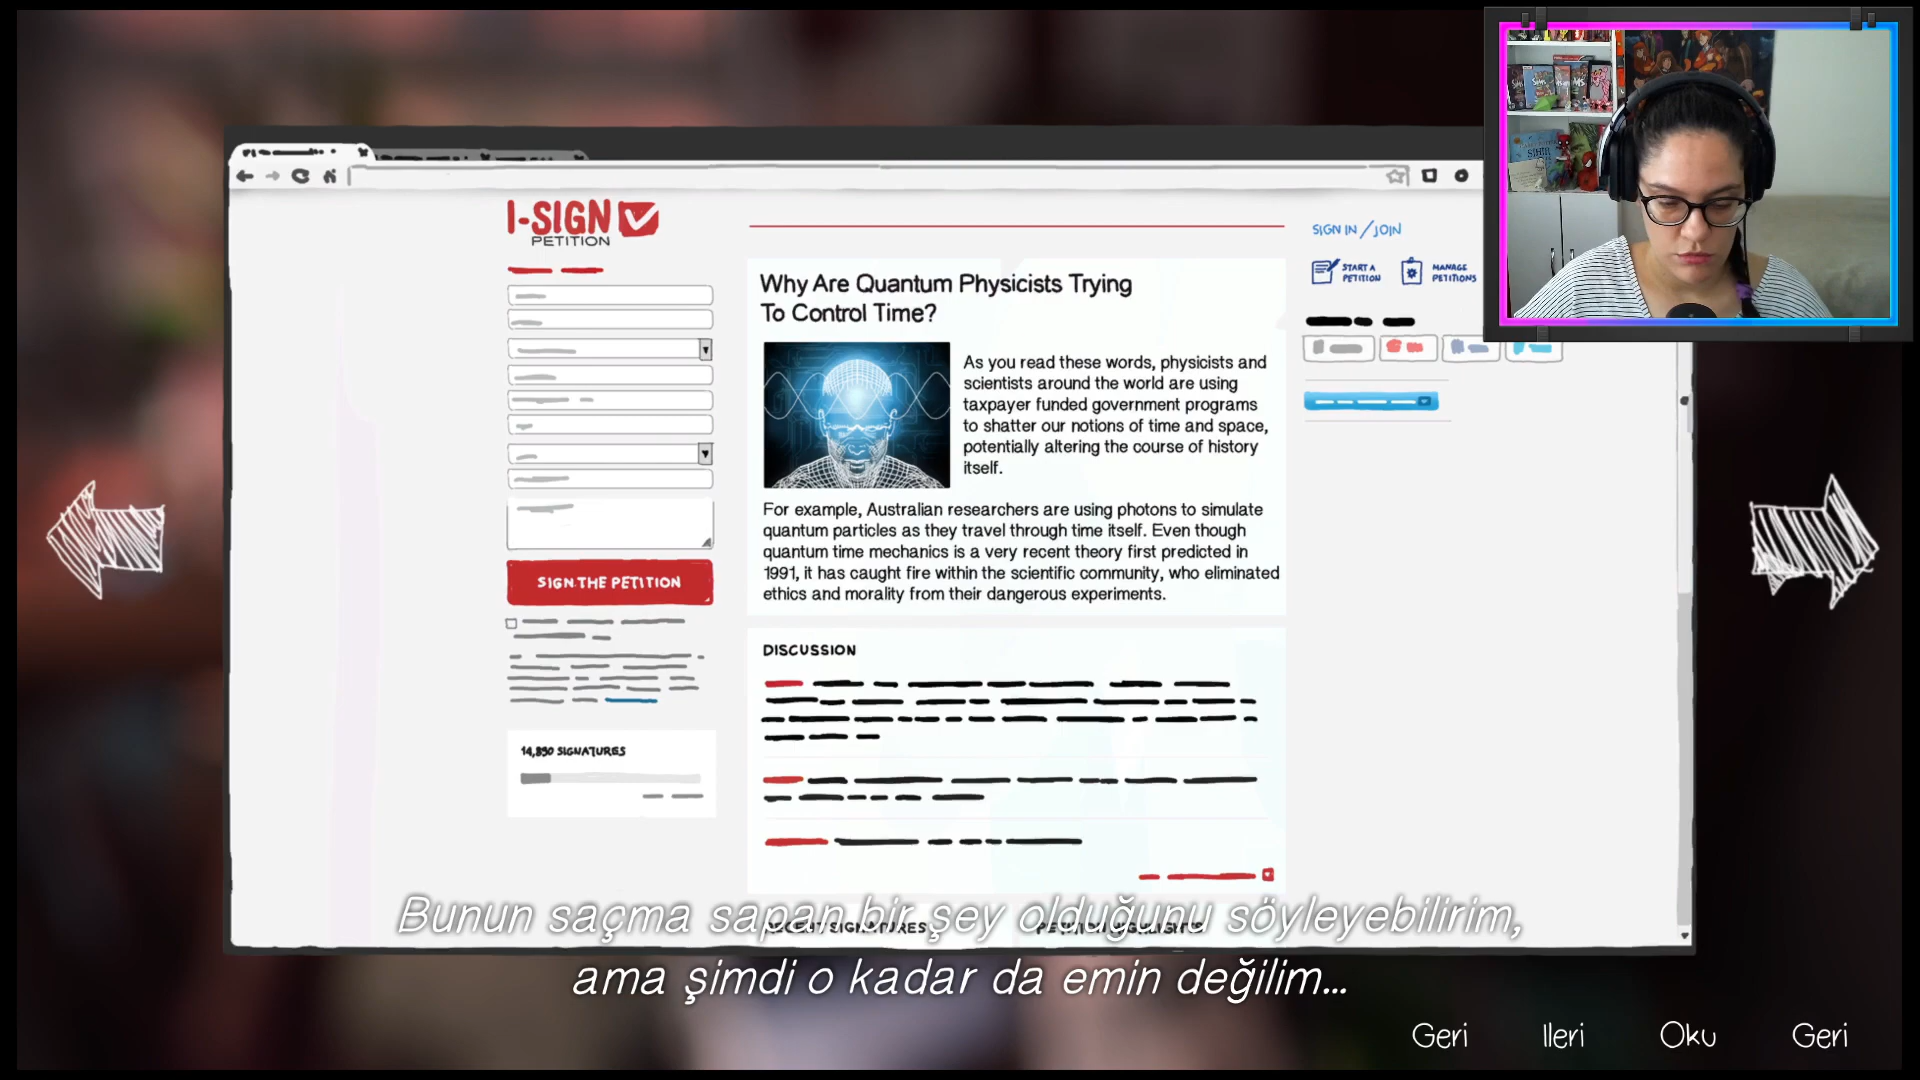 I-SIGN
PETITION
SIGN IN / JOIN
START A
PETITION
MANAGE
PETITIONS
Why Are Quantum Physicists Trying
To Control Time?
As you read these words, physicists and
scientists around the world are using
taxpayer funded government programs
to shatter our notions of time and space,
potentially altering the course of history
itself.
For example, Australian researchers are using photons to simulate
quantum particles as they travel through time itself. Even though
quantum time mechanics is a very recent theory first predicted in
1991, it has caught fire within the scientific community, who eliminated
ethics and morality from their dangerous experiments.
SIGN THE PETITION
14,890 SIGNATURES
DISCUSSION
RECENT SIGNATURES
PETITION HIGHLIGHTS
Bunun saçma sapan bir şey olduğunu söyleyebilirim,
ama şimdi o kadar da emin değilim...
Geri
Ileri
Oku
Geri